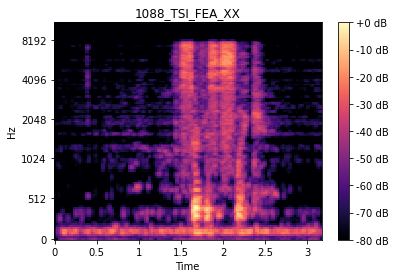 1088_TSI_FEA_XX
+0 dB
8192
-10 dB
4096
-20 dB
-30 dB
Hz
2048
-40 dB
1024
-50 dB
-60 dB
512
-70 dB
0
-80 dB
0 0.5 1 1.5 2 2.5 3
Time